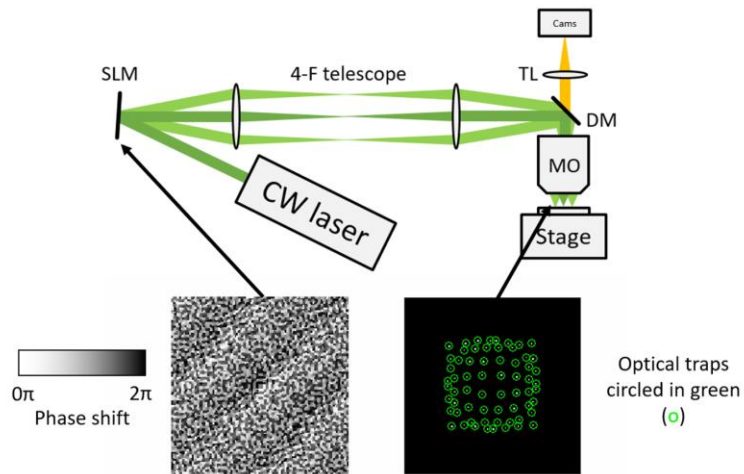 Cams
SLM
4-F telescope
TL
DM
MO
CW laser
Stage
0π
2π
Phase shift
Optical traps
circled in green
(o)